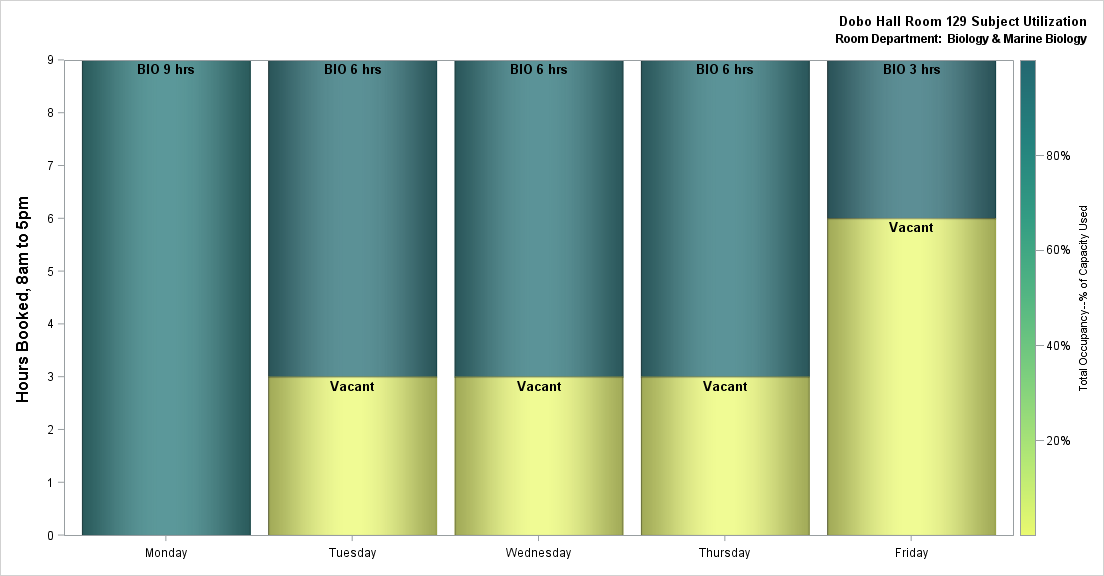 Dobo Hall Room 129 Subject Utilization
Room Department: Biology & Marine Biology
Hours Booked, 8am to 5pm
9
8
7
6
5
4
3
2
1
0
BIO 9 hrs
BIO 6 hrs
BIO 6 hrs
BIO 6 hrs
BIO 3 hrs
Vacant
Vacant
Vacant
Vacant
Monday
Tuesday
Wednesday
Thursday
Friday
80%
60%
40%
20%
Total Occupancy--% of Capacity Used